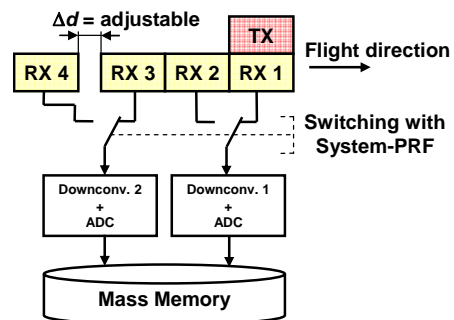 Δd = adjustable
TX
Flight direction
RX 4
RX 3
RX 2
RX 1
Switching with
System-PRF
Downconv. 2
+
ADC
Downconv. 1
+
ADC
Mass Memory